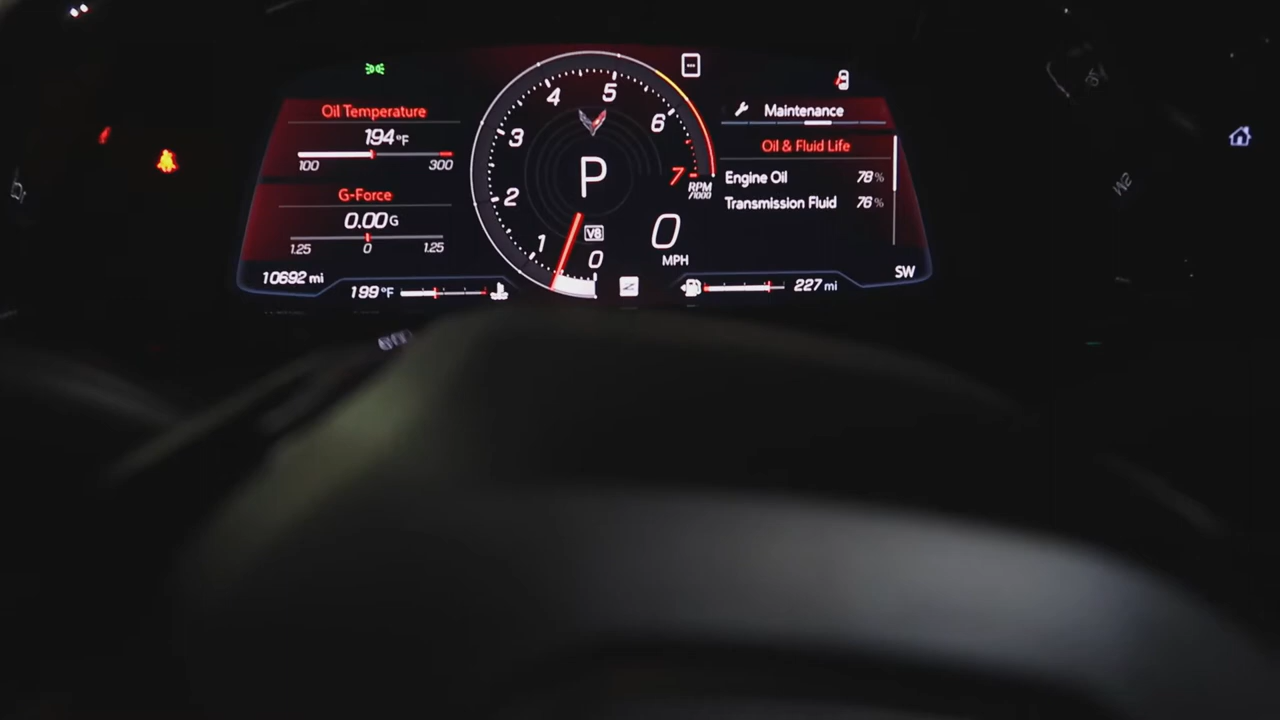 Oil Temperature
194°F
100 300
G-Force
0.00G
1.25 0 1.25
10692 mi
199°F
0 1 2 3 4 5 6 7
RPM
/1000
P
V8
0
MPH
Maintenance
Oil & Fluid Life
Engine Oil 78%
Transmission Fluid 76%
227 mi
SW